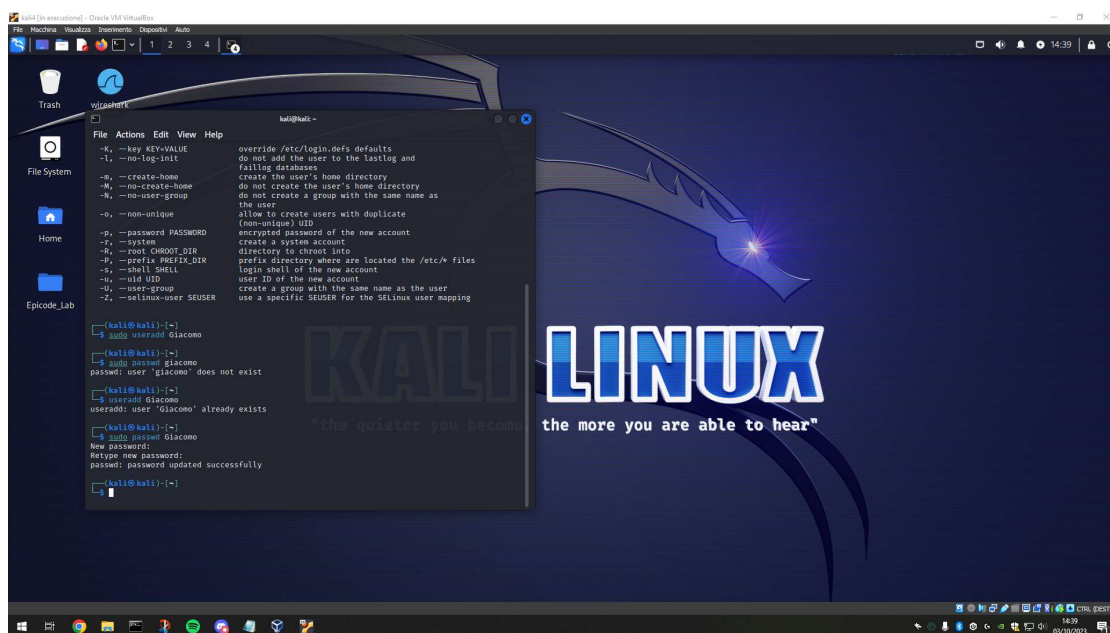 kali4 [In esecuzione] - Oracle VM VirtualBox
File Macchina Visualizza Inserimento Dispositivi Aiuto
1 2 3 4
4
14:39
Trash
wireshark
File System
Home
Epicode_Lab
kali@kali: ~
File Actions Edit View Help
-K, --key KEY=VALUE override /etc/login.defs defaults
-l, --no-log-init do not add the user to the lastlog and
faillog databases
-m, --create-home create the user's home directory
-M, --no-create-home do not create the user's home directory
-N, --no-user-group do not create a group with the same name as
the user
-o, --non-unique allow to create users with duplicate
(non-unique) UID
-p, --password PASSWORD encrypted password of the new account
-r, --system create a system account
-R, --root CHROOT_DIR directory to chroot into
-P, --prefix PREFIX_DIR prefix directory where are located the /etc/* files
-s, --shell SHELL login shell of the new account
-u, --uid UID user ID of the new account
-U, --user-group create a group with the same name as the user
-Z, --selinux-user SEUSER use a specific SEUSER for the SELinux user mapping
(kali㉿kali)-[~]
$ sudo useradd Giacomo
(kali㉿kali)-[~]
$ sudo passwd giacomo
passwd: user 'giacomo' does not exist
(kali㉿kali)-[~]
$ useradd Giacomo
useradd: user 'Giacomo' already exists
(kali㉿kali)-[~]
$ sudo passwd Giacomo
New password:
Retype new password:
passwd: password updated successfully
(kali㉿kali)-[~]
$
KALI LINUX
"the quieter you become, the more you are able to hear"
CTRL (DEST
14:39
03/10/2023